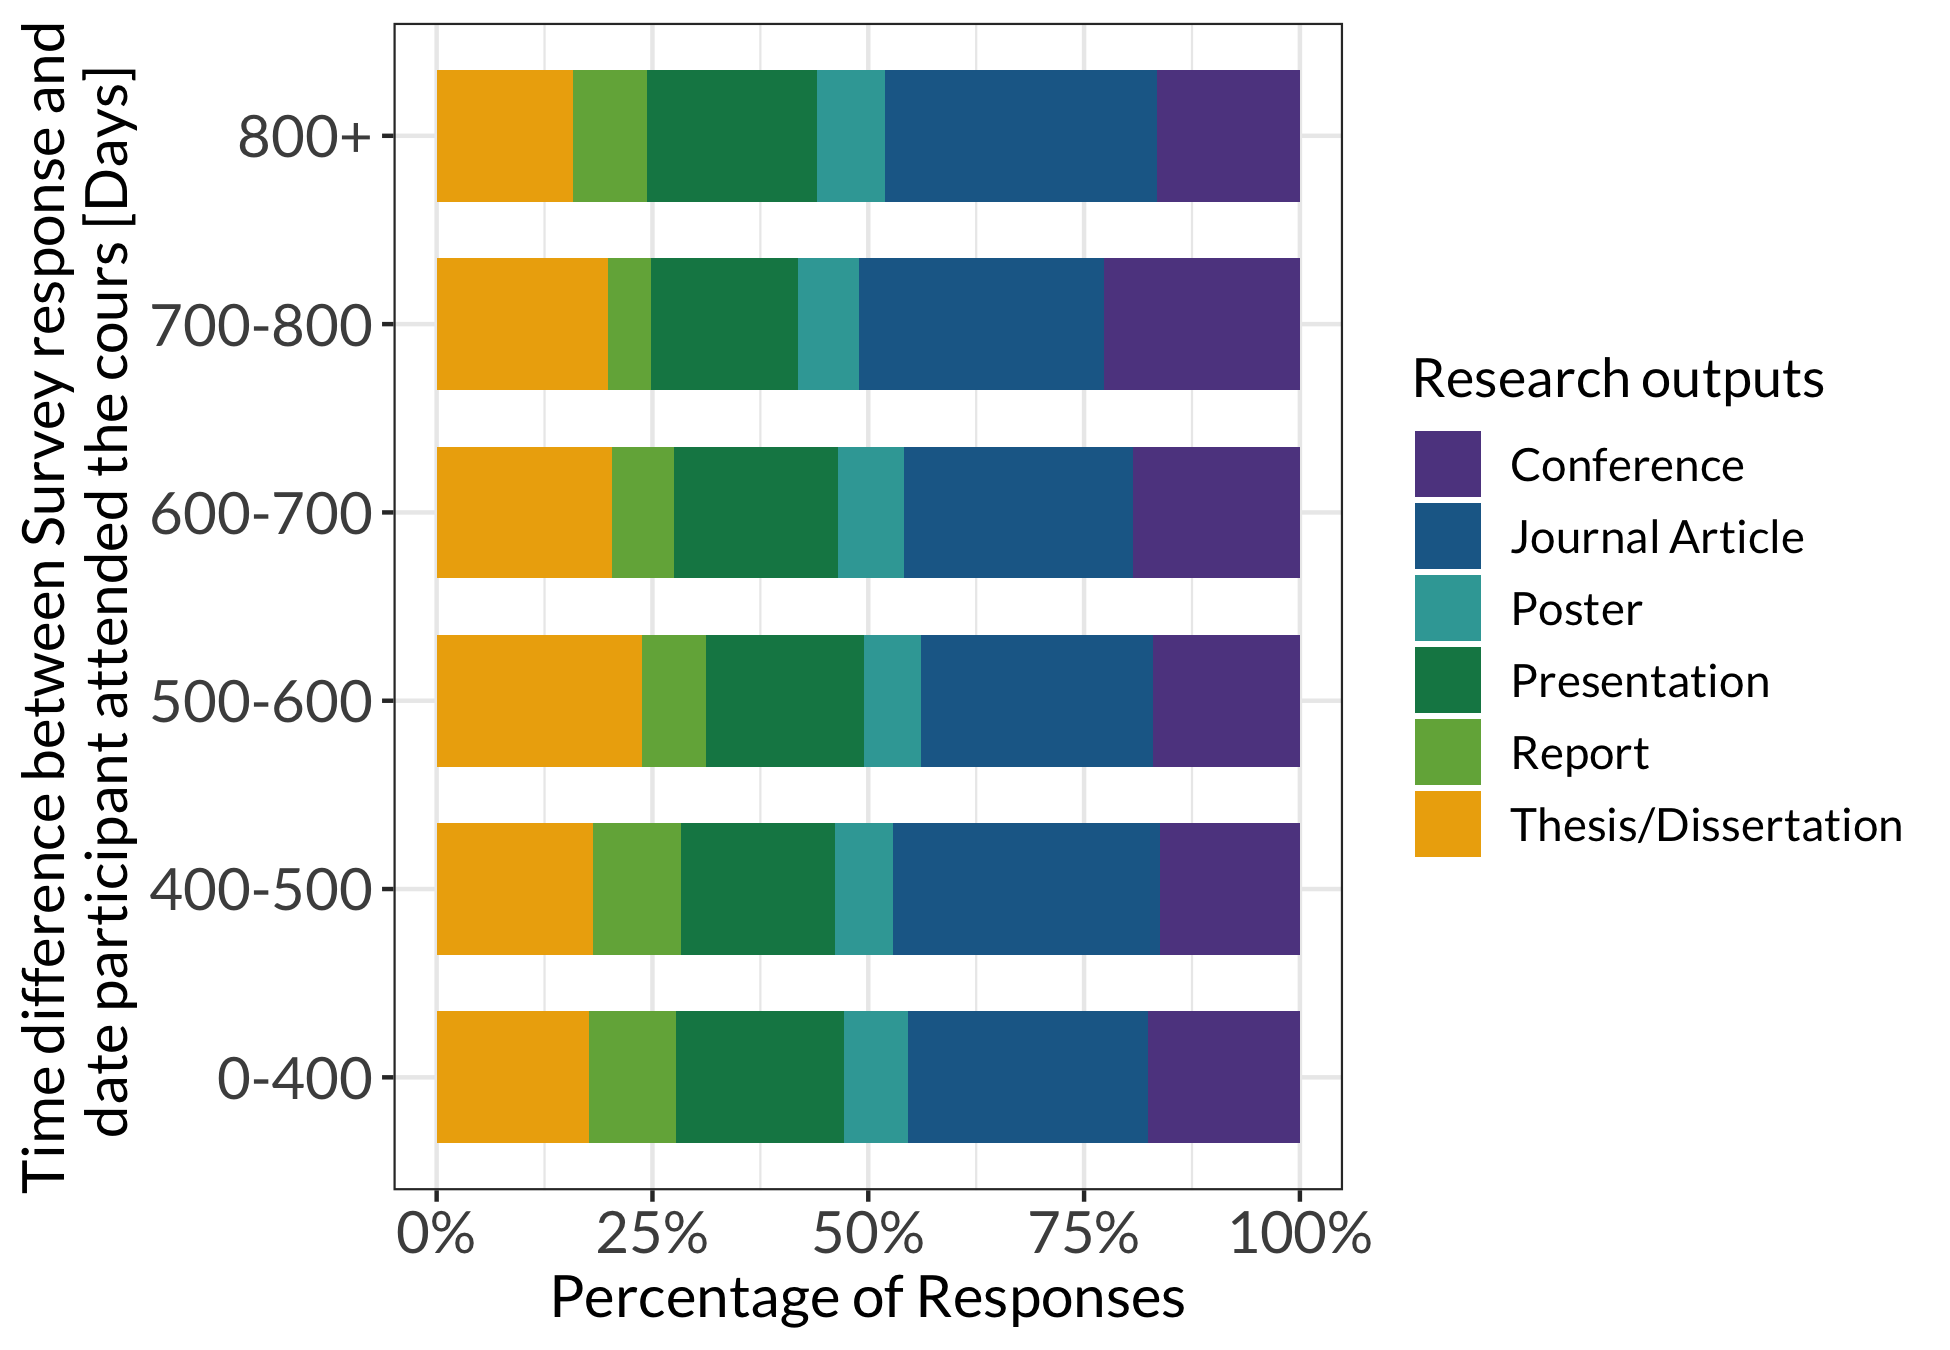 Time difference between Survey response and
date participant attended the cours [Days]
800+
700-800
600-700
500-600
400-500
0-400
0%
25%
50%
75%
100%
Percentage of Responses
Research outputs
Conference
Journal Article
Poster
Presentation
Report
Thesis/Dissertation